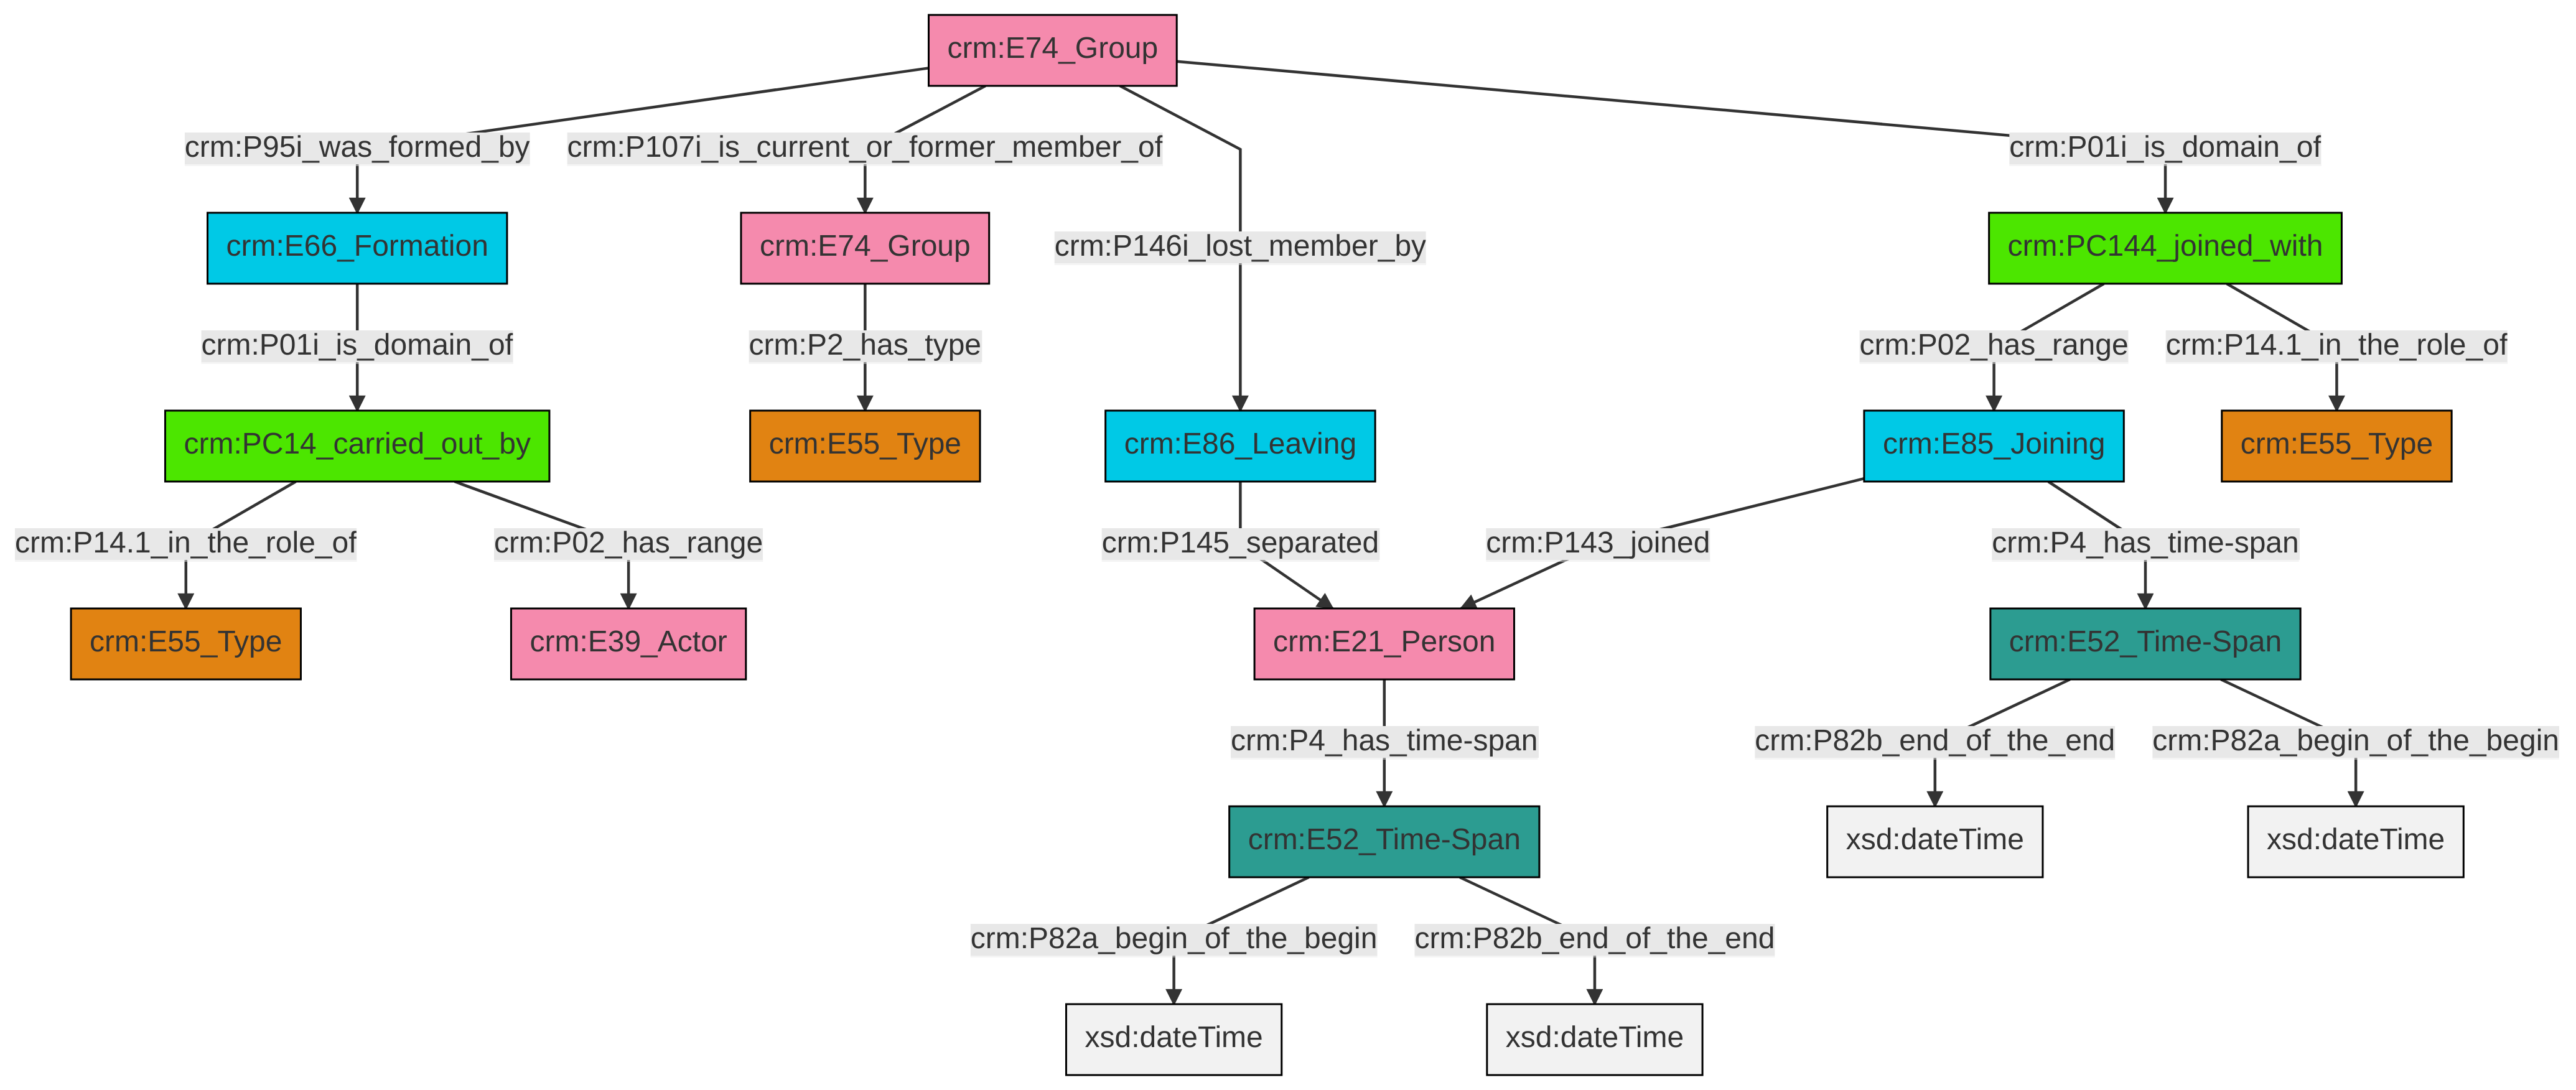 crm:E74_Group
crm:P95i_was_formed_by
crm:P107i_is_current_or_former_member_of
crm:P01i_is_domain_of
crm:E66_Formation
crm:E74_Group
crm:P146i_lost_member_by
crm:PC144_joined_with
crm:P01i_is_domain_of
crm:P2_has_type
crm:P02_has_range
crm:P14.1_in_the_role_of
crm:PC14_carried_out_by
crm:E55_Type
crm:E86_Leaving
crm:E85_Joining
crm:E55_Type
crm:P14.1_in_the_role_of
crm:P02_has_range
crm:P145_separated
crm:P143_joined
crm:P4_has_time-span
crm:E55_Type
crm:E39_Actor
crm:E21_Person
crm:E52_Time-Span
crm:P4_has_time-span
crm:P82b_end_of_the_end
crm:P82a_begin_of_the_begin
crm:E52_Time-Span
xsd:dateTime
xsd:dateTime
crm:P82a_begin_of_the_begin
crm:P82b_end_of_the_end
xsd:dateTime
xsd:dateTime